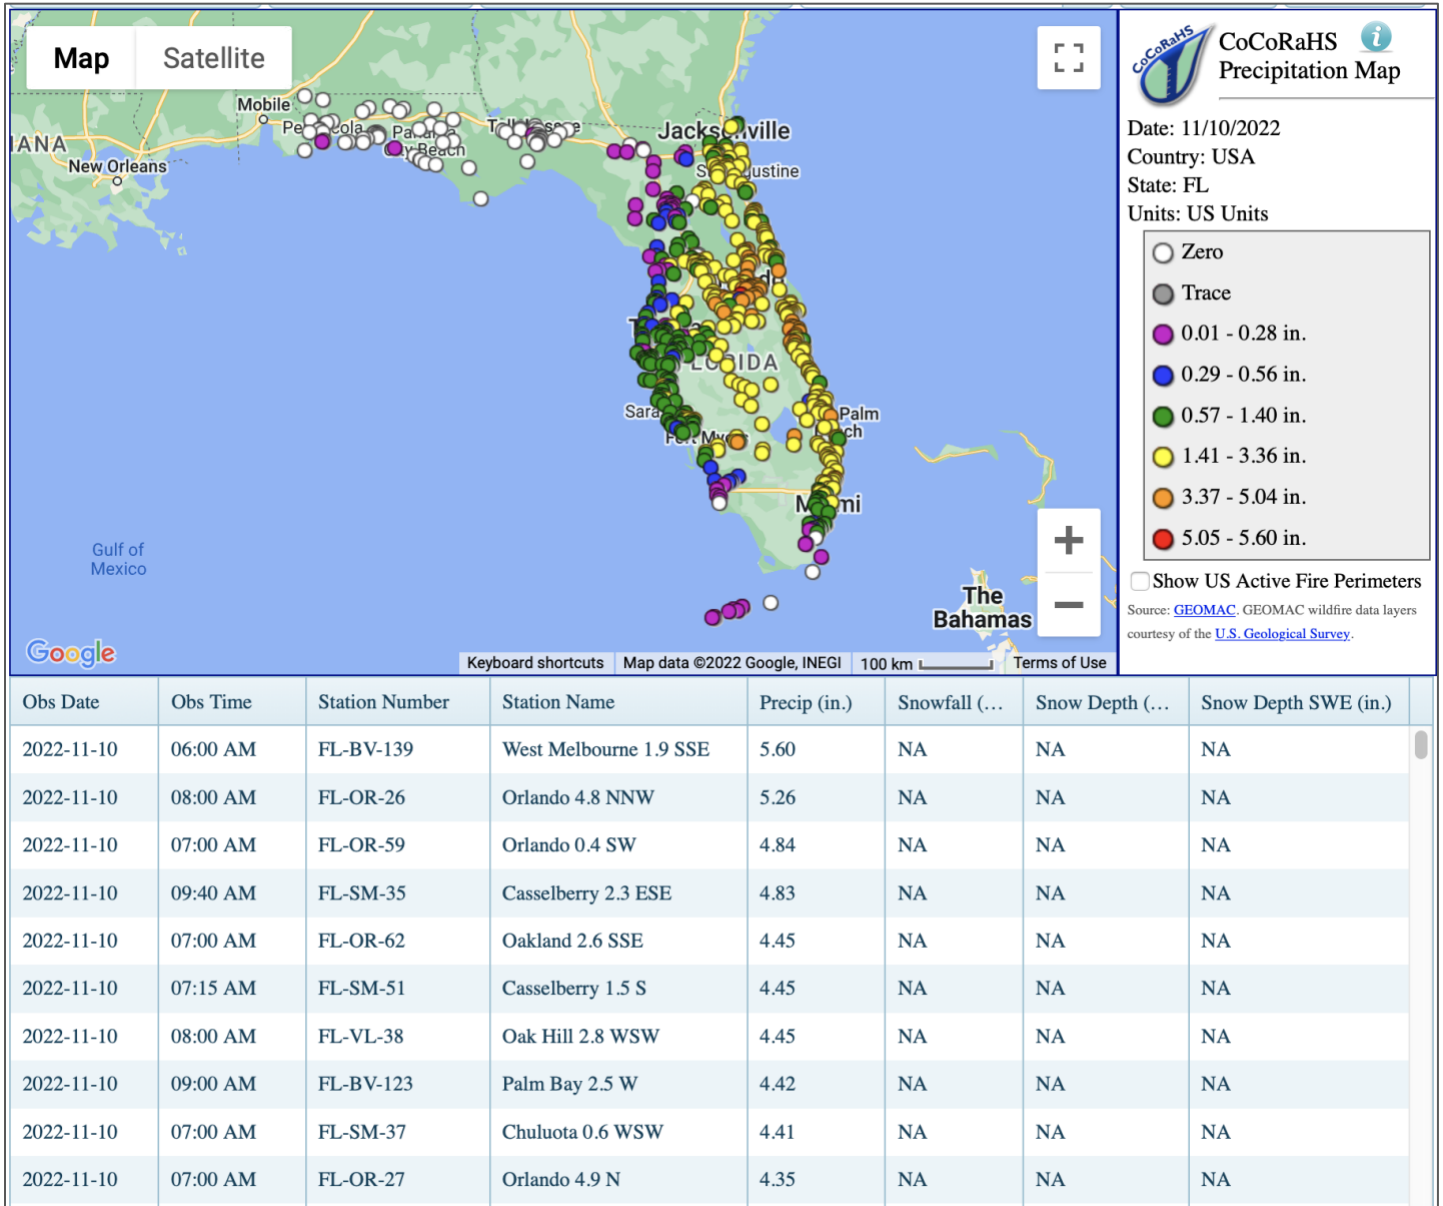 Map
Satellite
Mobile
IANA
New Orleans
Jacksonville
FLORIDA
Palm
Miami
Gulf of
Mexico
The
Bahamas
Google
Keyboard shortcuts
Map data ©2022 Google, INEGI
100 km
Terms of Use
CoCoRaHS
CoCoRaHS
Precipitation Map
i
Date: 11/10/2022
Country: USA
State: FL
Units: US Units
Zero
Trace
0.01 - 0.28 in.
0.29 - 0.56 in.
0.57 - 1.40 in.
1.41 - 3.36 in.
3.37 - 5.04 in.
5.05 - 5.60 in.
Show US Active Fire Perimeters
Source: GEOMAC. GEOMAC wildfire data layers
courtesy of the U.S. Geological Survey.
Obs Date Obs Time Station Number Station Name Precip (in.) Snowfall (... Snow Depth (... Snow Depth SWE (in.)
2022-11-10 06:00 AM FL-BV-139 West Melbourne 1.9 SSE 5.60 NA NA NA
2022-11-10 08:00 AM FL-OR-26 Orlando 4.8 NNW 5.26 NA NA NA
2022-11-10 07:00 AM FL-OR-59 Orlando 0.4 SW 4.84 NA NA NA
2022-11-10 09:40 AM FL-SM-35 Casselberry 2.3 ESE 4.83 NA NA NA
2022-11-10 07:00 AM FL-OR-62 Oakland 2.6 SSE 4.45 NA NA NA
2022-11-10 07:15 AM FL-SM-51 Casselberry 1.5 S 4.45 NA NA NA
2022-11-10 08:00 AM FL-VL-38 Oak Hill 2.8 WSW 4.45 NA NA NA
2022-11-10 09:00 AM FL-BV-123 Palm Bay 2.5 W 4.42 NA NA NA
2022-11-10 07:00 AM FL-SM-37 Chuluota 0.6 WSW 4.41 NA NA NA
2022-11-10 07:00 AM FL-OR-27 Orlando 4.9 N 4.35 NA NA NA